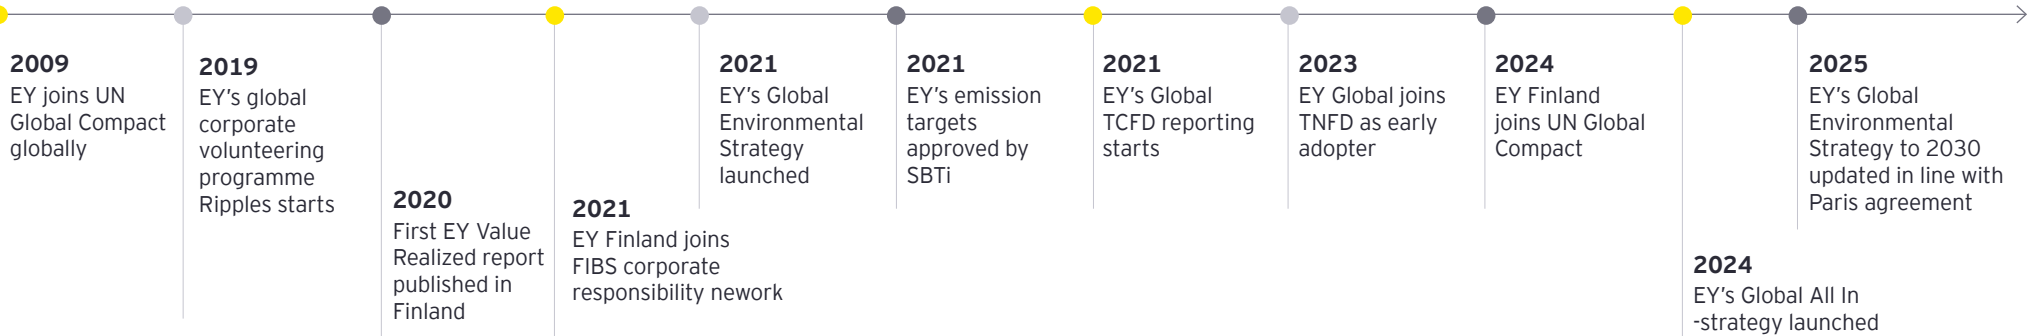 2009
EY joins UN
Global Compact
globally
2019
EY's global
corporate
volunteering
programme
Ripples starts
2020
First EY Value
Realized report
published in
Finland
2021
EY Finland joins
FIBS corporate
responsibility nework
2021
EY's Global
Environmental
Strategy
launched
2021
EY's emission
targets
approved by
SBTi
2021
EY's Global
TCFD reporting
starts
2023
EY Global joins
TNFD as early
adopter
2024
EY Finland
joins UN Global
Compact
2024
EY's Global All In
-strategy launched
2025
EY's Global
Environmental
Strategy to 2030
updated in line with
Paris agreement